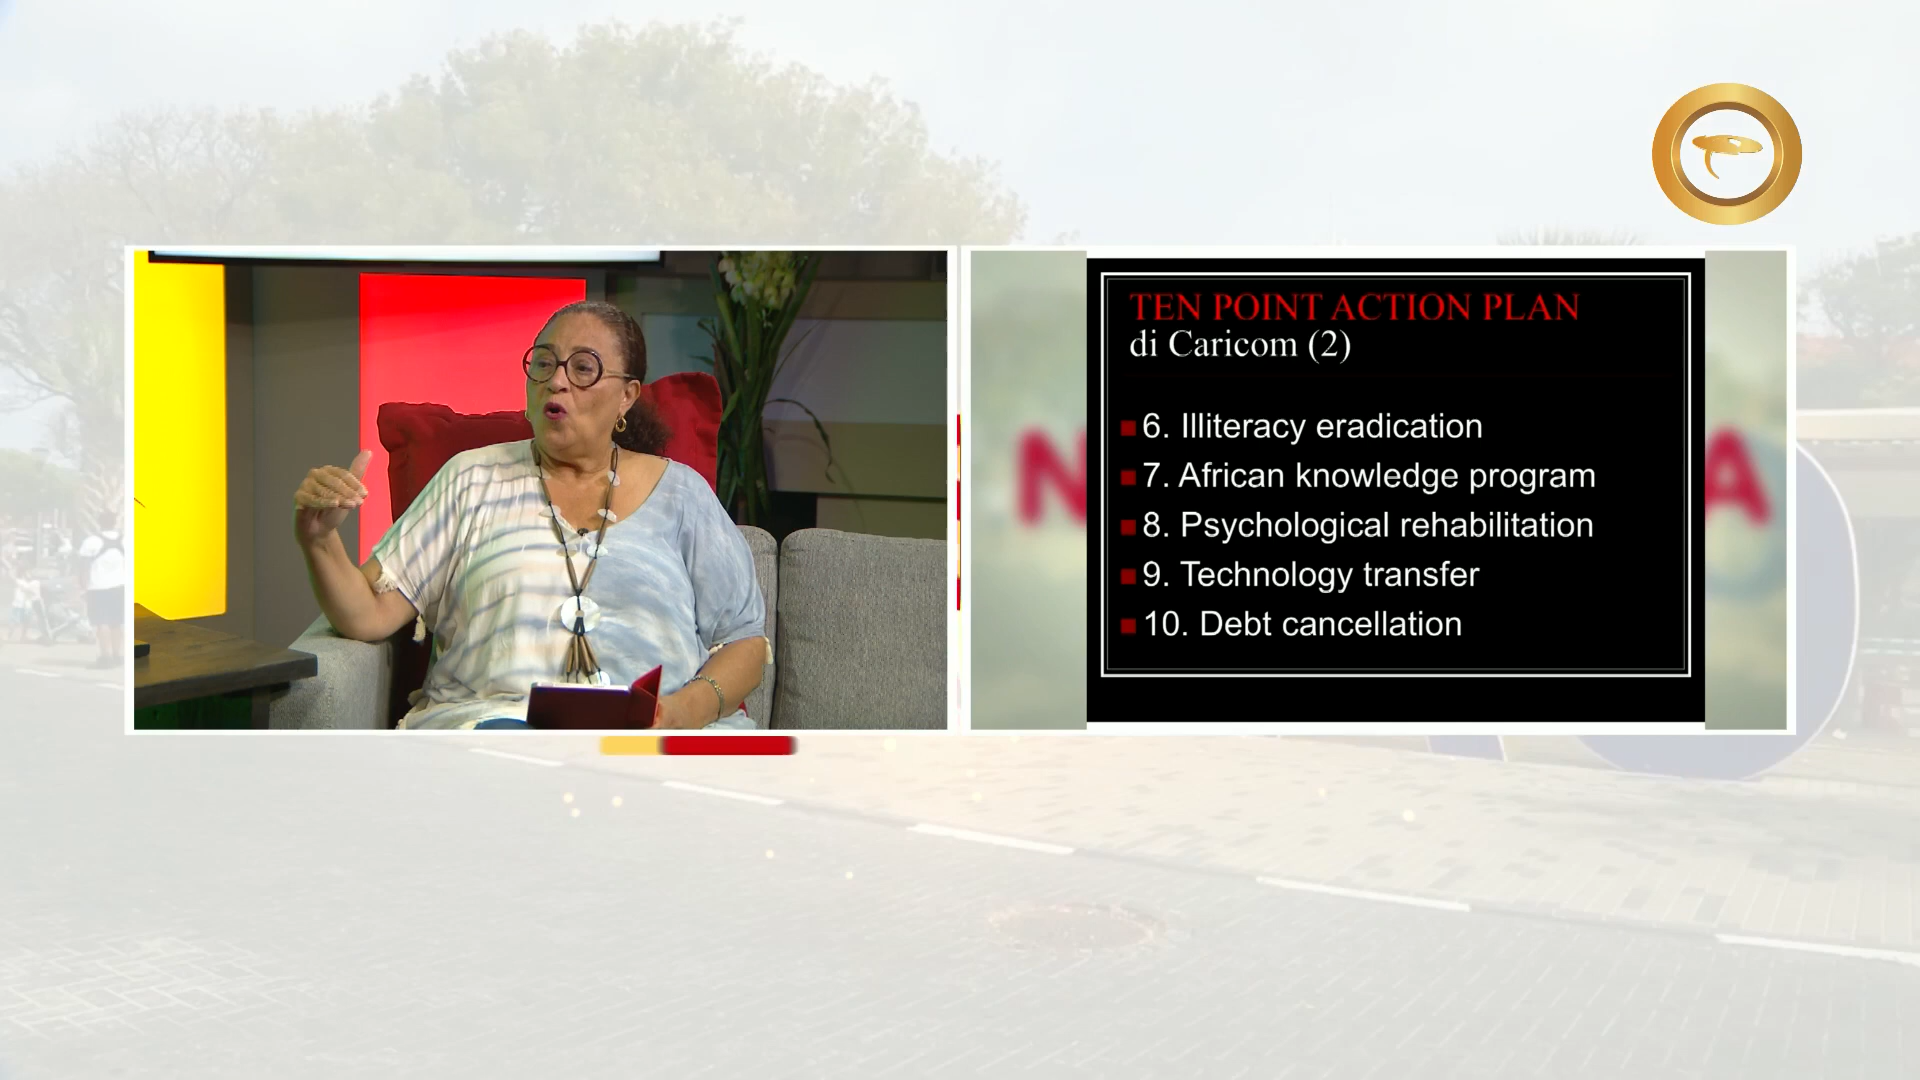 TEN POINT ACTION PLAN
di Caricom (2)
6. Illiteracy eradication
7. African knowledge program
8. Psychological rehabilitation
9. Technology transfer
10. Debt cancellation